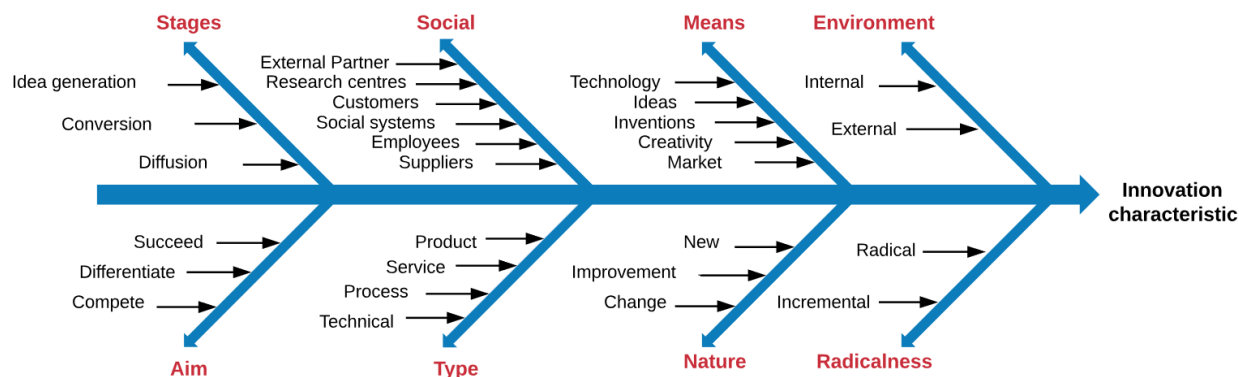 Stages
Social
Means
Environment
External Partner
Research centres
Customers
Social systems
Employees
Suppliers
Idea generation
Conversion
Diffusion
Technology
Ideas
Inventions
Creativity
Market
Internal
External
Innovation
characteristic
Succeed
Differentiate
Compete
Product
Service
Process
Technical
New
Improvement
Change
Radical
Incremental
Aim
Type
Nature
Radicalness